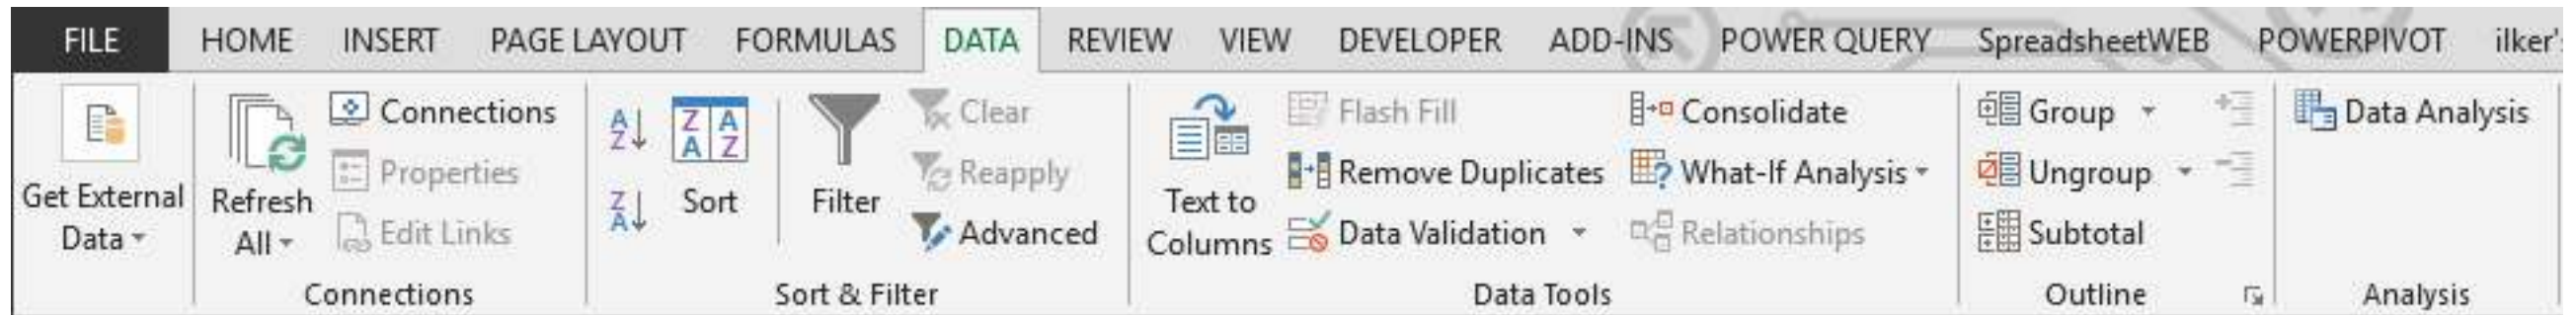 FILE HOME INSERT PAGE LAYOUT FORMULAS DATA REVIEW VIEW DEVELOPER ADD-INS POWER QUERY SpreadsheetWEB POWERPIVOT ilker's
Get External
Data
Refresh
All
Connections
Properties
Edit Links
Connections
Sort
Filter
Clear
Reapply
Advanced
Sort & Filter
Text to
Columns
Flash Fill
Remove Duplicates
Data Validation
Consolidate
What-If Analysis
Relationships
Data Tools
Group
Ungroup
Subtotal
Outline
Data Analysis
Analysis